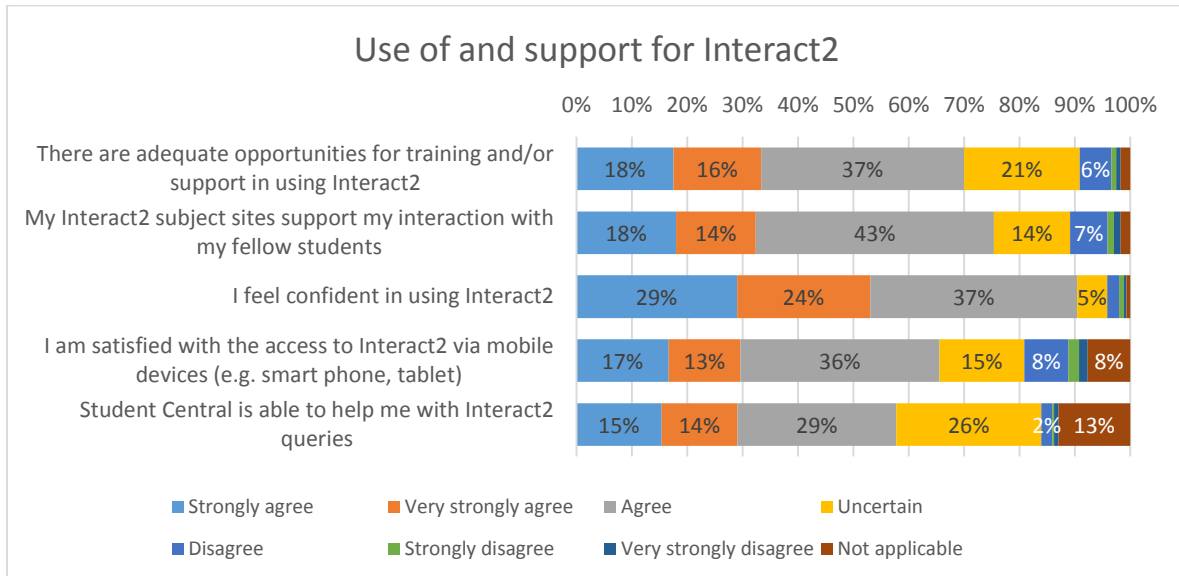 Use of and support for Interact2
0% 10% 20% 30% 40% 50% 60% 70% 80% 90% 100%
There are adequate opportunities for training and/or
support in using Interact2
18% 16% 37% 21% 6%
My Interact2 subject sites support my interaction with
my fellow students
18% 14% 43% 14% 7%
I feel confident in using Interact2
29% 24% 37% 5%
I am satisfied with the access to Interact2 via mobile
devices (e.g. smart phone, tablet)
17% 13% 36% 15% 8% 8%
Student Central is able to help me with Interact2
queries
15% 14% 29% 26% 2% 13%
Strongly agree Very strongly agree Agree Uncertain
Disagree Strongly disagree Very strongly disagree Not applicable